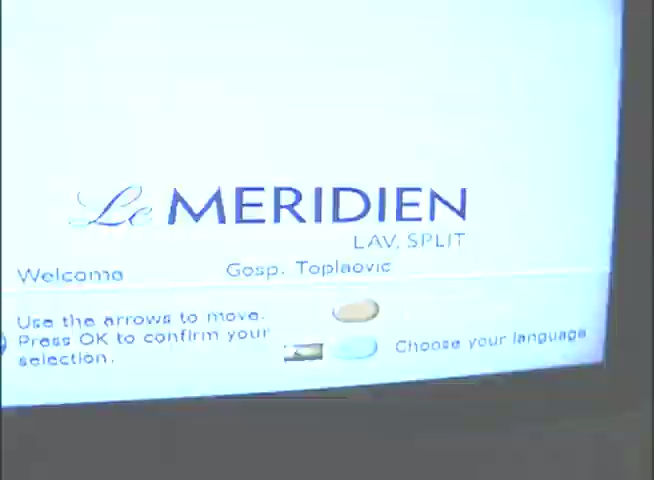 Le MERIDIEN
LAV, SPLIT
Welcome Gosp. Toplaovic
Use the arrows to move.
Press OK to confirm your
selection.
Choose your language